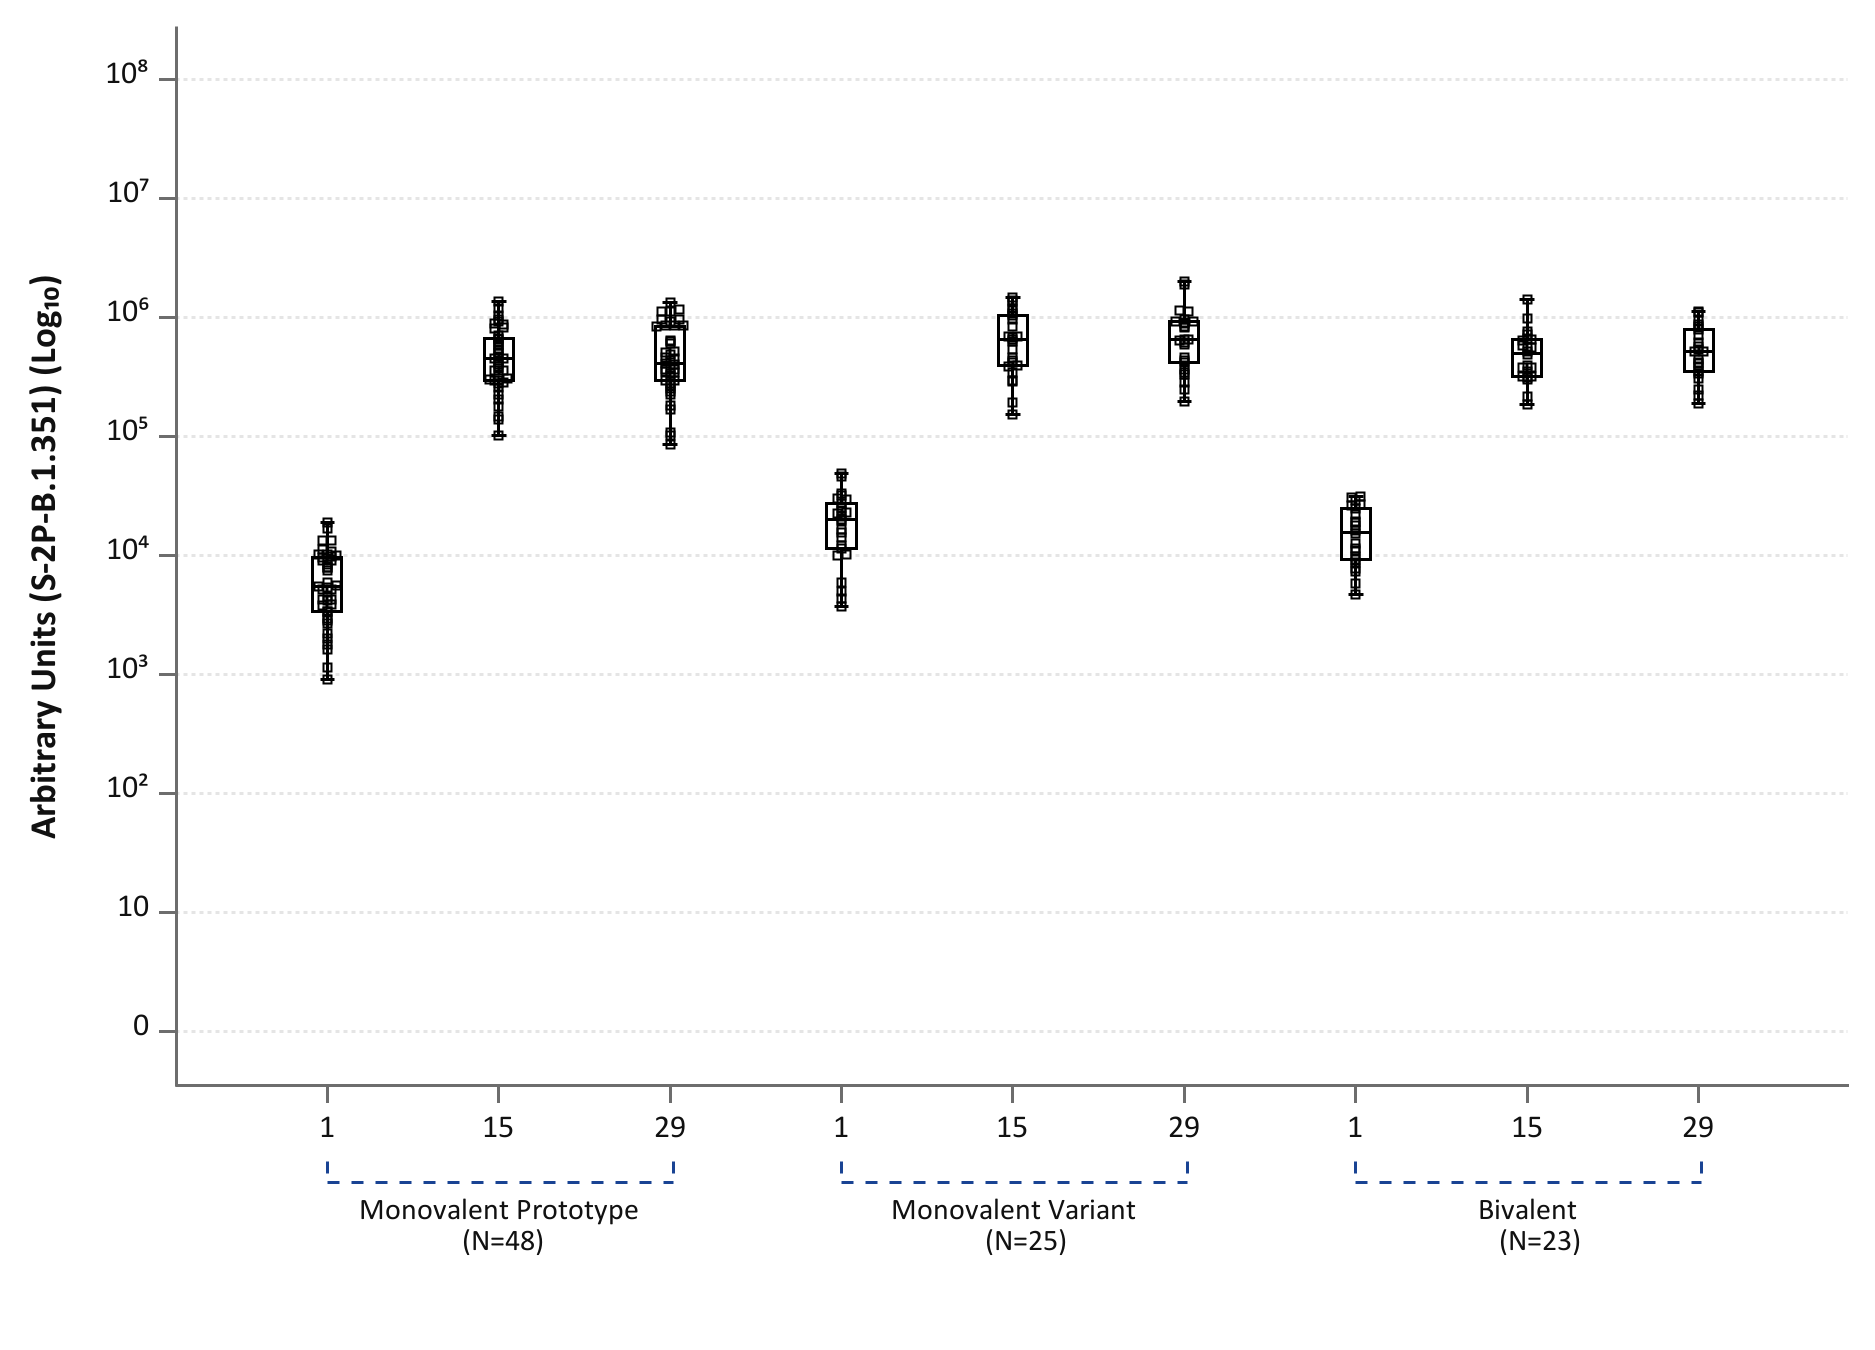 Arbitrary Units (S-2P-B.1.351) (Log₁₀)
10⁸
10⁷
10⁶
10⁵
10⁴
10³
10²
10
0
1 15 29 1 15 29 1 15 29
Monovalent Prototype Monovalent Variant Bivalent
(N=48) (N=25) (N=23)